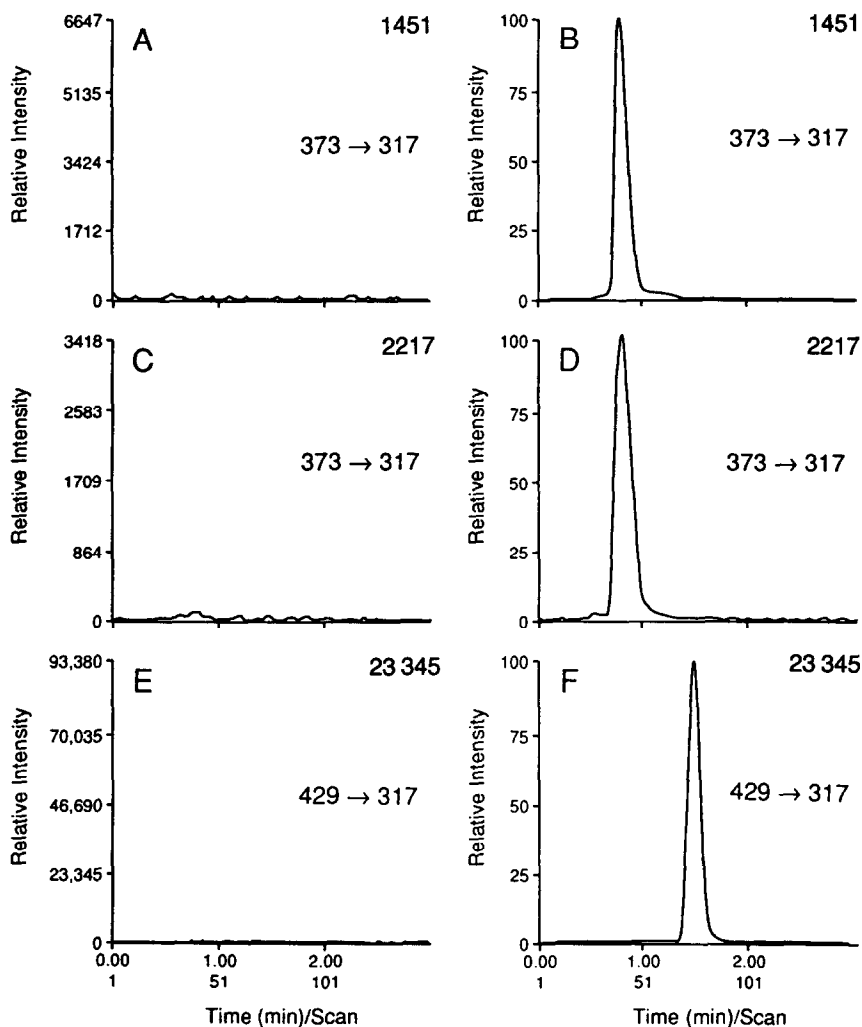 A
1451
6647
5135
3424
1712
0
373 → 317
Relative Intensity
B
1451
100
75
50
25
0
373 → 317
Relative Intensity
C
2217
3418
2583
1709
864
0
373 → 317
Relative Intensity
D
2217
100
75
50
25
0
373 → 317
Relative Intensity
E
23 345
93,380
70,035
46,690
23,345
0
429 → 317
Relative Intensity
0.00 1.00 2.00
1 51 101
Time (min)/Scan
F
23 345
100
75
50
25
0
429 → 317
Relative Intensity
0.00 1.00 2.00
1 51 101
Time (min)/Scan